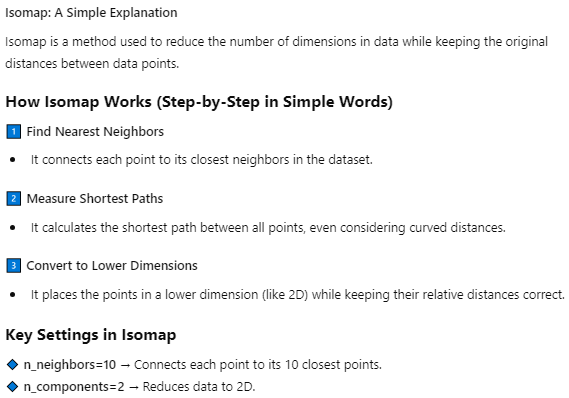 Isomap: A Simple Explanation
Isomap is a method used to reduce the number of dimensions in data while keeping the original
distances between data points.
How Isomap Works (Step-by-Step in Simple Words)
1 Find Nearest Neighbors
• It connects each point to its closest neighbors in the dataset.
2 Measure Shortest Paths
• It calculates the shortest path between all points, even considering curved distances.
3 Convert to Lower Dimensions
• It places the points in a lower dimension (like 2D) while keeping their relative distances correct.
Key Settings in Isomap
◆ n_neighbors=10 → Connects each point to its 10 closest points.
◆ n_components=2 → Reduces data to 2D.